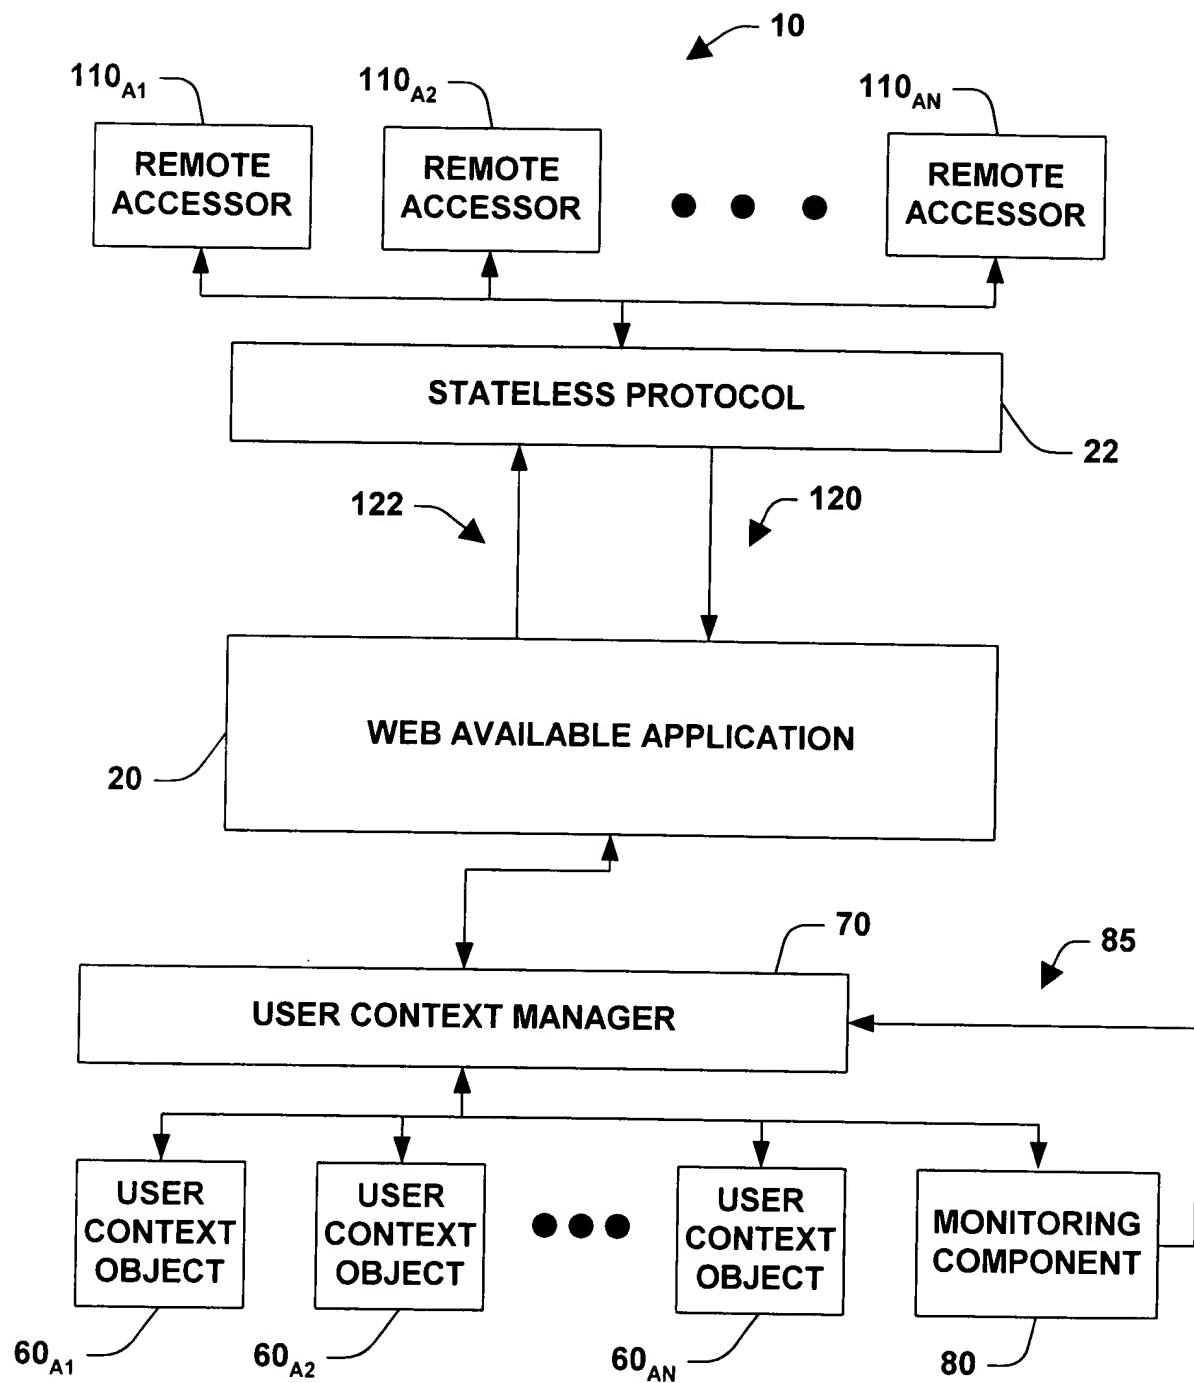 10
110A1
110A2
110AN
REMOTE
ACCESSOR
REMOTE
ACCESSOR
REMOTE
ACCESSOR
STATELESS PROTOCOL
22
122
120
WEB AVAILABLE APPLICATION
20
70
85
USER CONTEXT MANAGER
USER
CONTEXT
OBJECT
USER
CONTEXT
OBJECT
USER
CONTEXT
OBJECT
MONITORING
COMPONENT
60A1
60A2
60AN
80